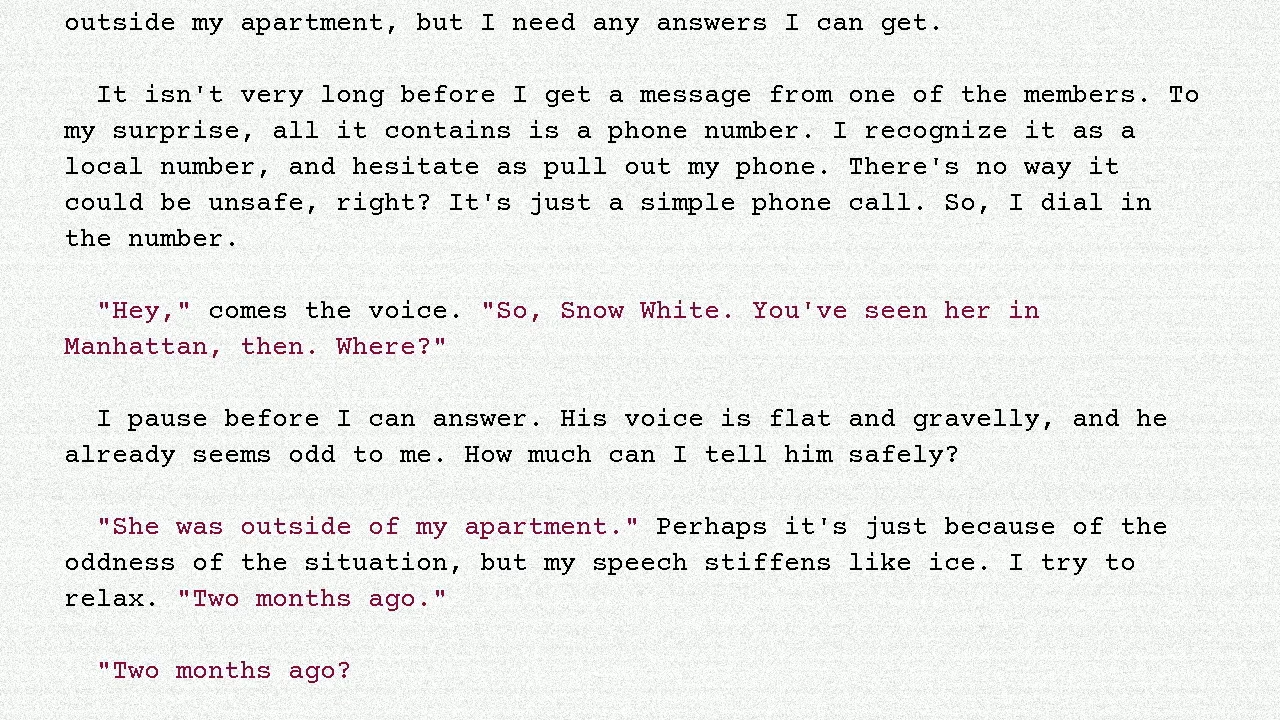 outside my apartment, but I need any answers I can get.
It isn't very long before I get a message from one of the members. To
my surprise, all it contains is a phone number. I recognize it as a
local number, and hesitate as pull out my phone. There's no way it
could be unsafe, right? It's just a simple phone call. So, I dial in
the number.
"Hey," comes the voice. "So, Snow White. You've seen her in
Manhattan, then. Where?"
I pause before I can answer. His voice is flat and gravelly, and he
already seems odd to me. How much can I tell him safely?
"She was outside of my apartment." Perhaps it's just because of the
oddness of the situation, but my speech stiffens like ice. I try to
relax. "Two months ago."
"Two months ago?